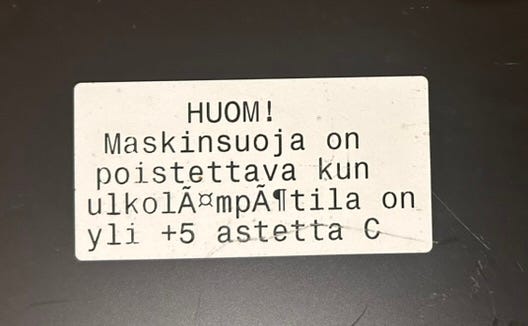 HUOM!
Maskinsuoja on
poistettava kun
ulkolÃ¤mpÃ¶tila on
yli +5 astetta C